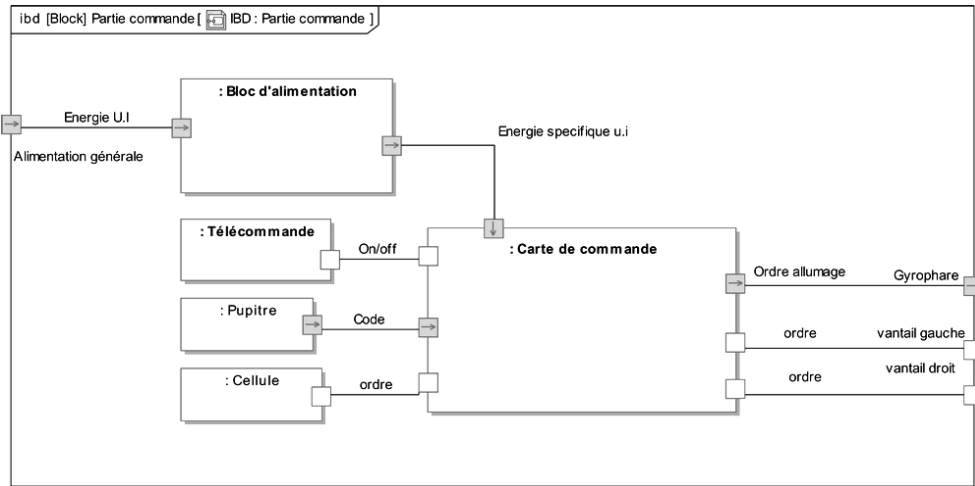 ibd [Block] Partie commande [ IBD : Partie commande ]
: Bloc d'alimentation
Energie U.I
Energie specifique u.i
Alimentation générale
: Télécommande
On/off
: Carte de commande
Ordre allumage
Gyrophare
: Pupitre
Code
ordre
vantail gauche
: Cellule
ordre
ordre
vantail droit